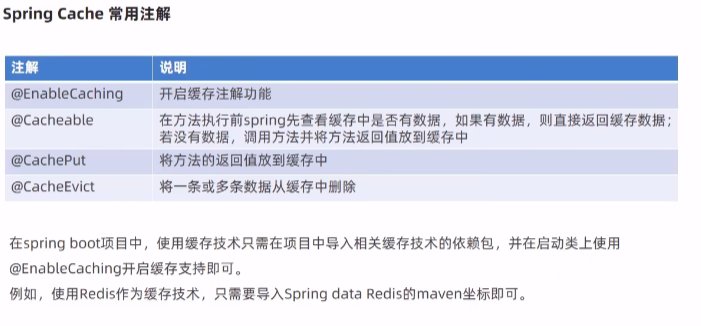 Spring Cache 常用注解
注解 说明
@EnableCaching 开启缓存注解功能
@Cacheable 在方法执行前spring先查看缓存中是否有数据，如果有数据，则直接返回缓存数据；
若没有数据，调用方法并将方法返回值放到缓存中
@CachePut 将方法的返回值放到缓存中
@CacheEvict 将一条或多条数据从缓存中删除
在spring boot项目中，使用缓存技术只需在项目中导入相关缓存技术的依赖包，并在启动类上使用
@EnableCaching开启缓存支持即可。
例如，使用Redis作为缓存技术，只需要导入Spring data Redis的maven坐标即可。